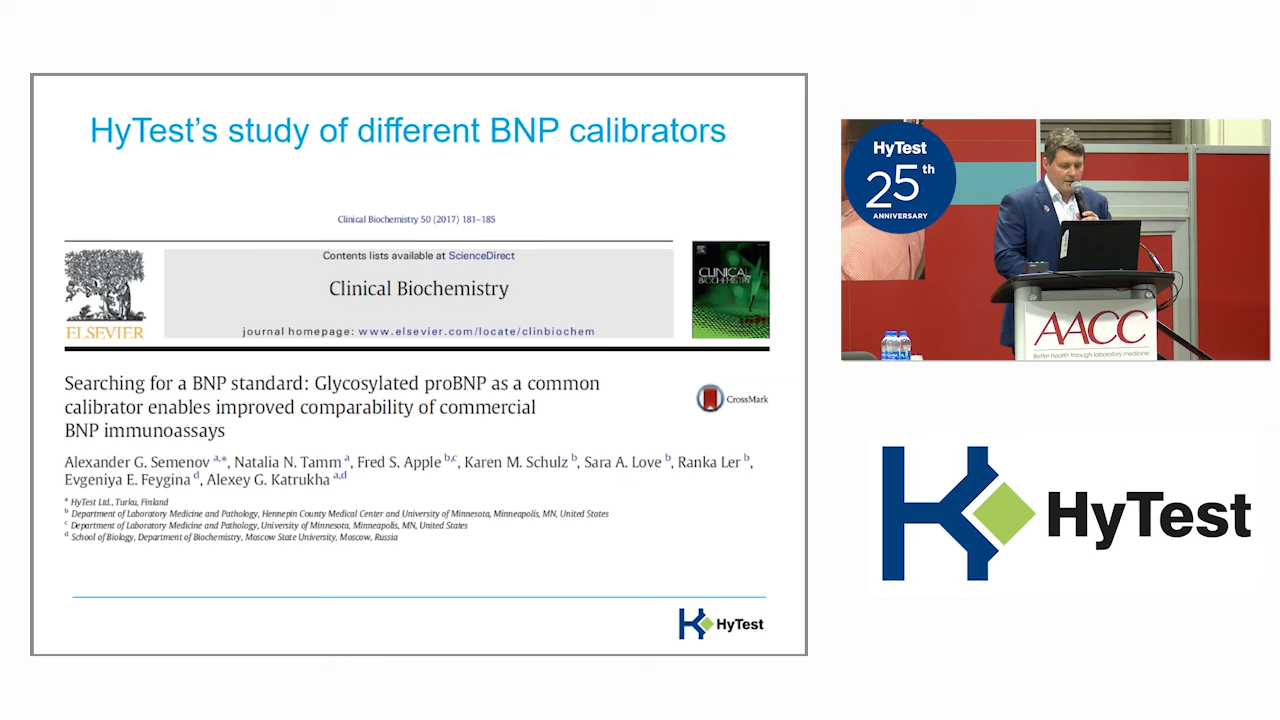 HyTest’s study of different BNP calibrators
Clinical Biochemistry 50 (2017) 181–185
Contents lists available at ScienceDirect
Clinical Biochemistry
journal homepage: www.elsevier.com/locate/clinbiochem
ELSEVIER
CLINICAL
BIOCHEMISTRY
Searching for a BNP standard: Glycosylated proBNP as a common
calibrator enables improved comparability of commercial
BNP immunoassays
CrossMark
Alexander G. Semenov a,*, Natalia N. Tamm a, Fred S. Apple b,c, Karen M. Schulz b, Sara A. Love b, Ranka Ler b,
Evgeniya E. Feygina d, Alexey G. Katrukha a,d
a HyTest Ltd., Turku, Finland
b Department of Laboratory Medicine and Pathology, Hennepin County Medical Center and University of Minnesota, Minneapolis, MN, United States
c Department of Laboratory Medicine and Pathology, University of Minnesota, Minneapolis, MN, United States
d School of Biology, Department of Biochemistry, Moscow State University, Moscow, Russia
HyTest
HyTest
25th
ANNIVERSARY
AACC
Better health through laboratory medicine.
HyTest